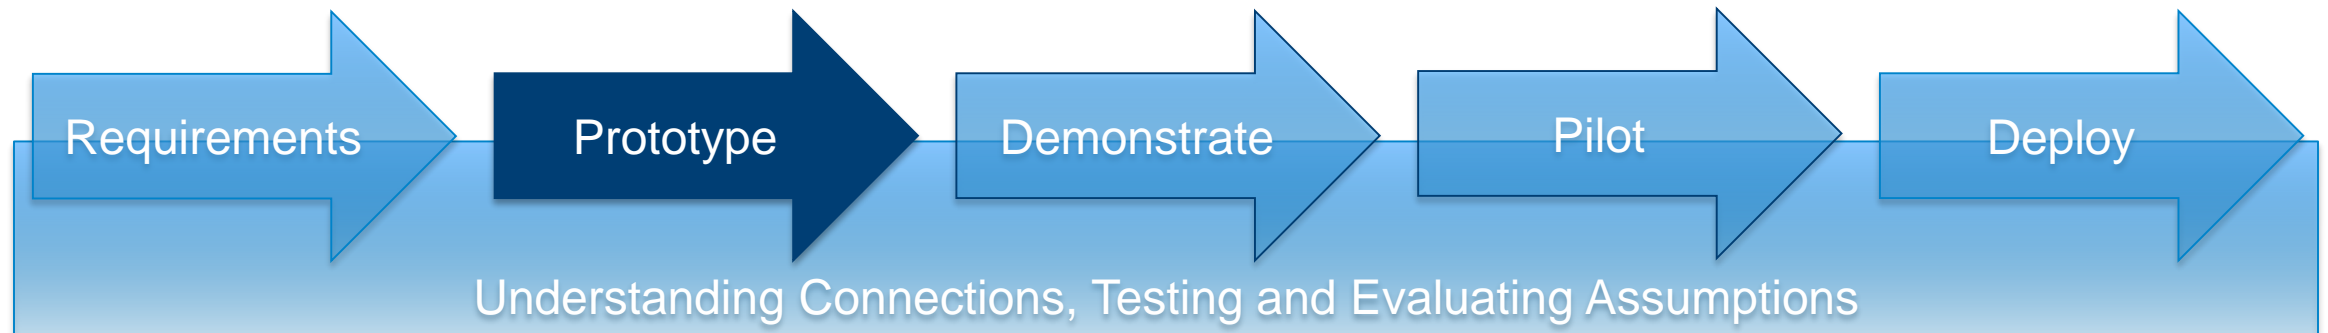 Requirements
Prototype
Demonstrate
Pilot
Deploy
Understanding Connections, Testing and Evaluating Assumptions